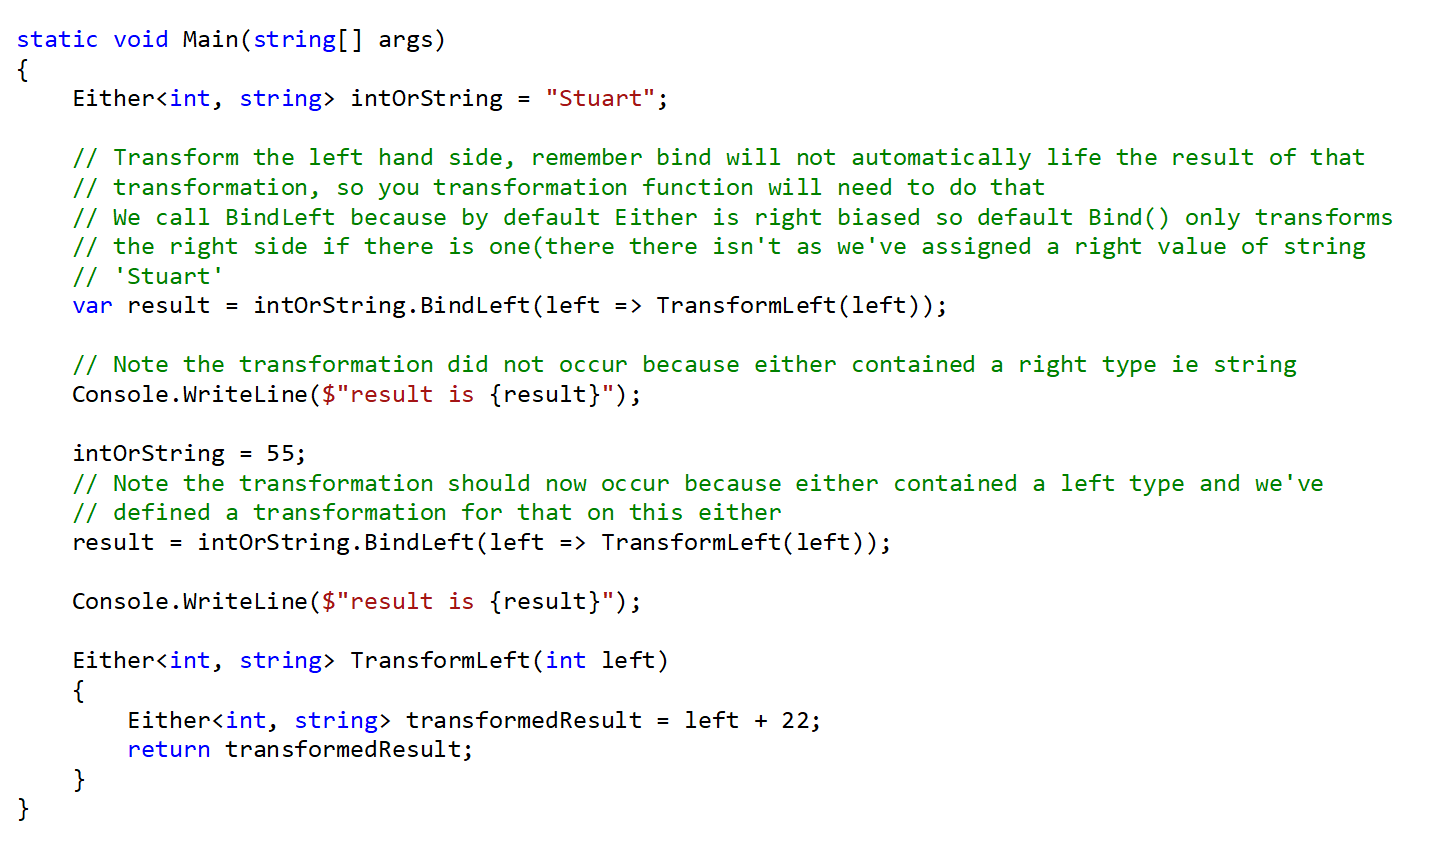 static void Main(string[] args)
{
    Either<int, string> intOrString = "Stuart";

    // Transform the left hand side, remember bind will not automatically life the result of that
    // transformation, so you transformation function will need to do that
    // We call BindLeft because by default Either is right biased so default Bind() only transforms
    // the right side if there is one(there there isn't as we've assigned a right value of string
    // 'Stuart'
    var result = intOrString.BindLeft(left => TransformLeft(left));

    // Note the transformation did not occur because either contained a right type ie string
    Console.WriteLine($"result is {result}");

    intOrString = 55;
    // Note the transformation should now occur because either contained a left type and we've
    // defined a transformation for that on this either
    result = intOrString.BindLeft(left => TransformLeft(left));

    Console.WriteLine($"result is {result}");

    Either<int, string> TransformLeft(int left)
    {
        Either<int, string> transformedResult = left + 22;
        return transformedResult;
    }
}